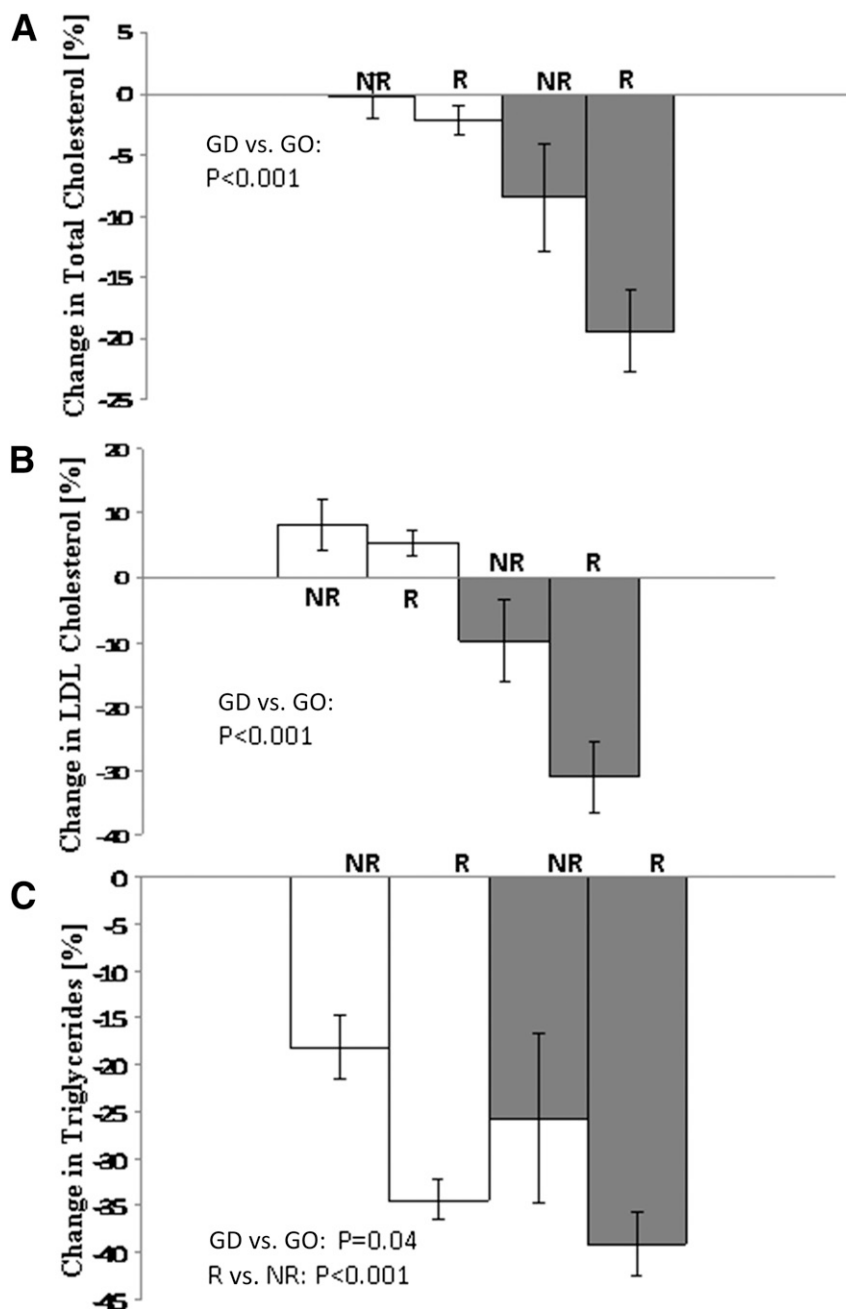 A
Change in Total Cholesterol [%]
5
0
-5
-10
-15
-20
-25
NR R NR R
GD vs. GO:
P<0.001
B
Change in LDL Cholesterol [%]
20
10
0
-10
-20
-30
-40
NR R
NR R
GD vs. GO:
P<0.001
C
Change in Triglycerides [%]
NR R NR R
0
-5
-10
-15
-20
-25
-30
-35
-40
-45
GD vs. GO: P=0.04
R vs. NR: P<0.001